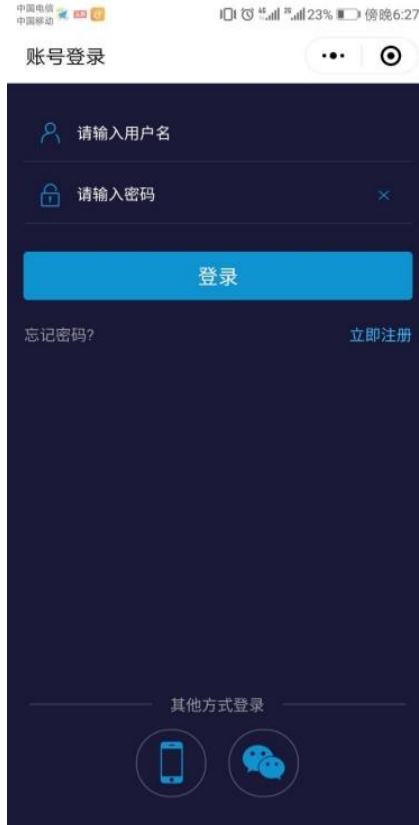 中国电信
中国移动
23% 傍晚6:27
账号登录
请输入用户名
请输入密码
登录
忘记密码?
立即注册
其他方式登录